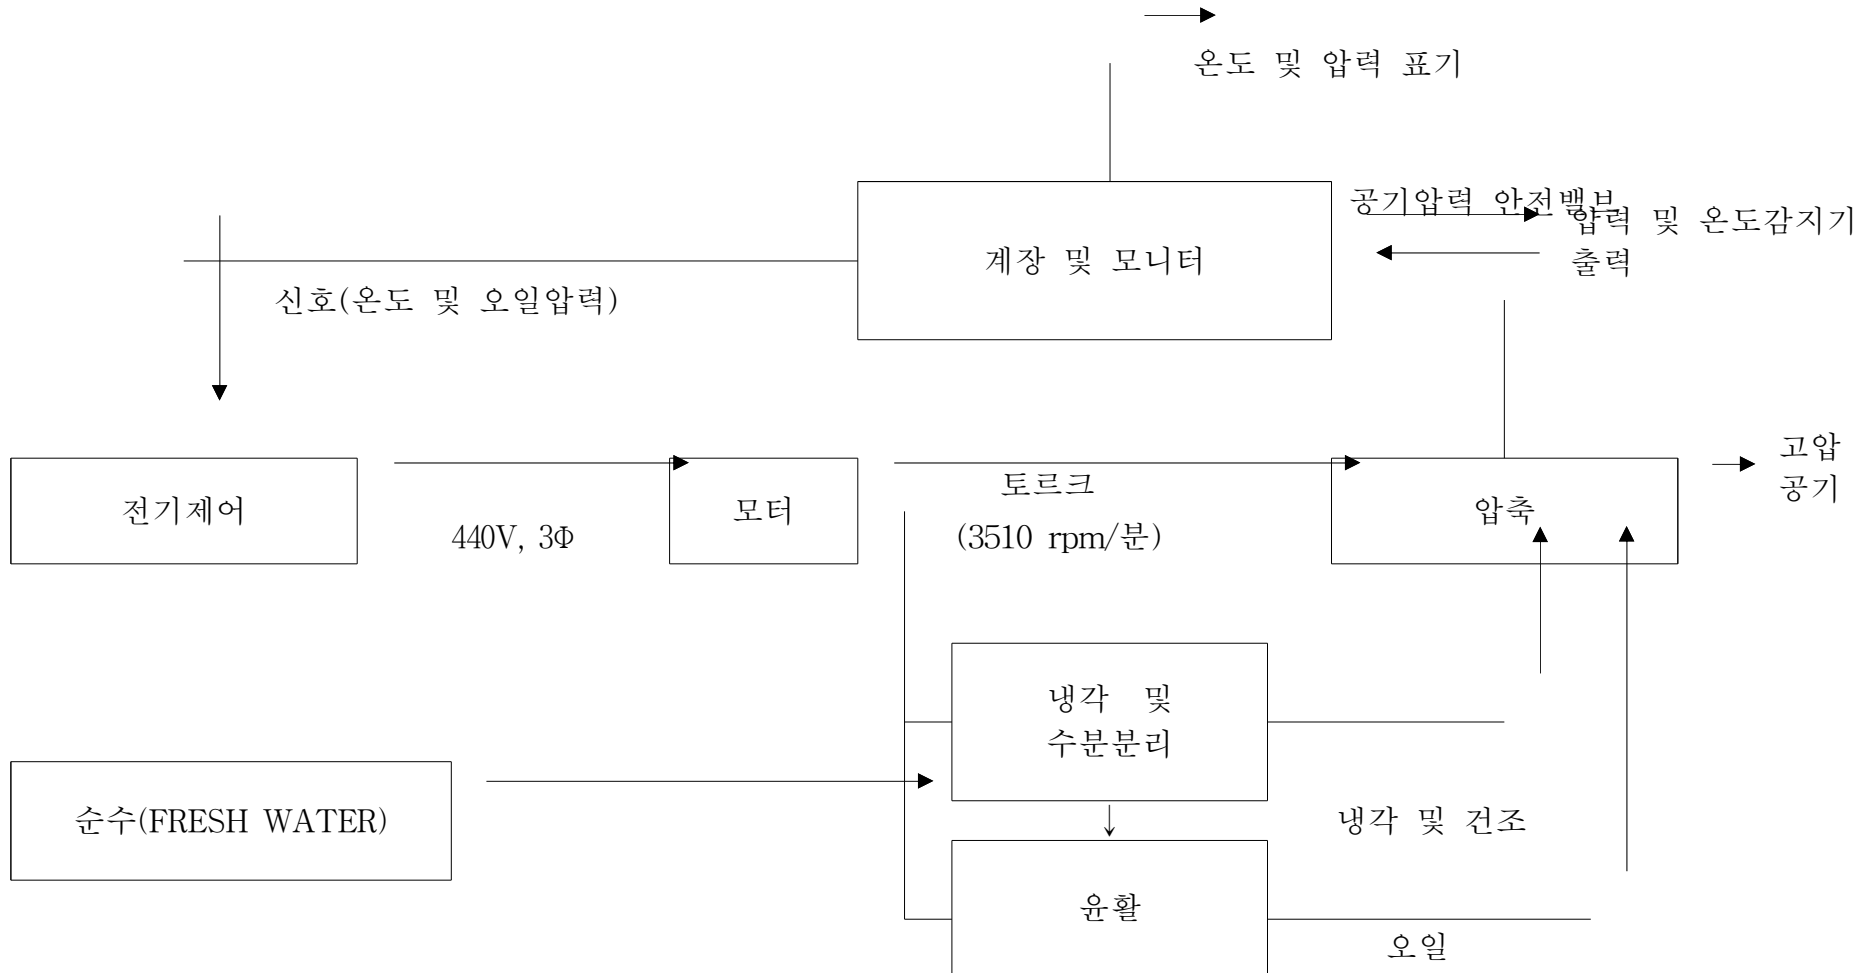 온도 및 압력 표기
공기압력 안전밸브
압력 및 온도감지기
출력
계장 및 모니터
신호(온도 및 오일압력)
고압
공기
전기제어
440V, 3Φ
모터
토르크
(3510 rpm/분)
압축
냉각 및
수분분리
순수(FRESH WATER)
냉각 및 건조
윤활
오일